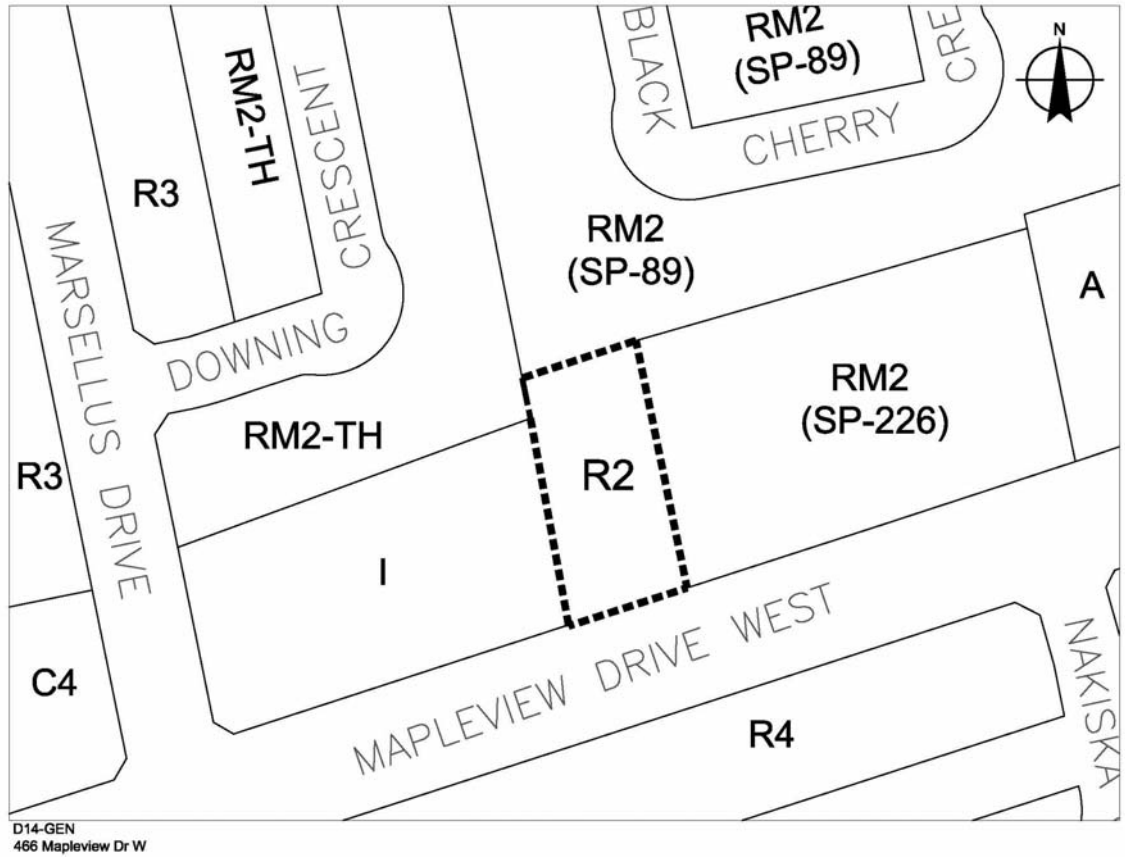 RM2
(SP-89)
N
BLACK
CHERRY
CRE
RM2-TH
CRESCENT
R3
MARSELLUS DRIVE
DOWNING
RM2
(SP-89)
A
RM2
(SP-226)
RM2-TH
R3
R2
I
MAPLEVIEW DRIVE WEST
NAKISKA
C4
R4
D14-GEN
466 Mapleview Dr W